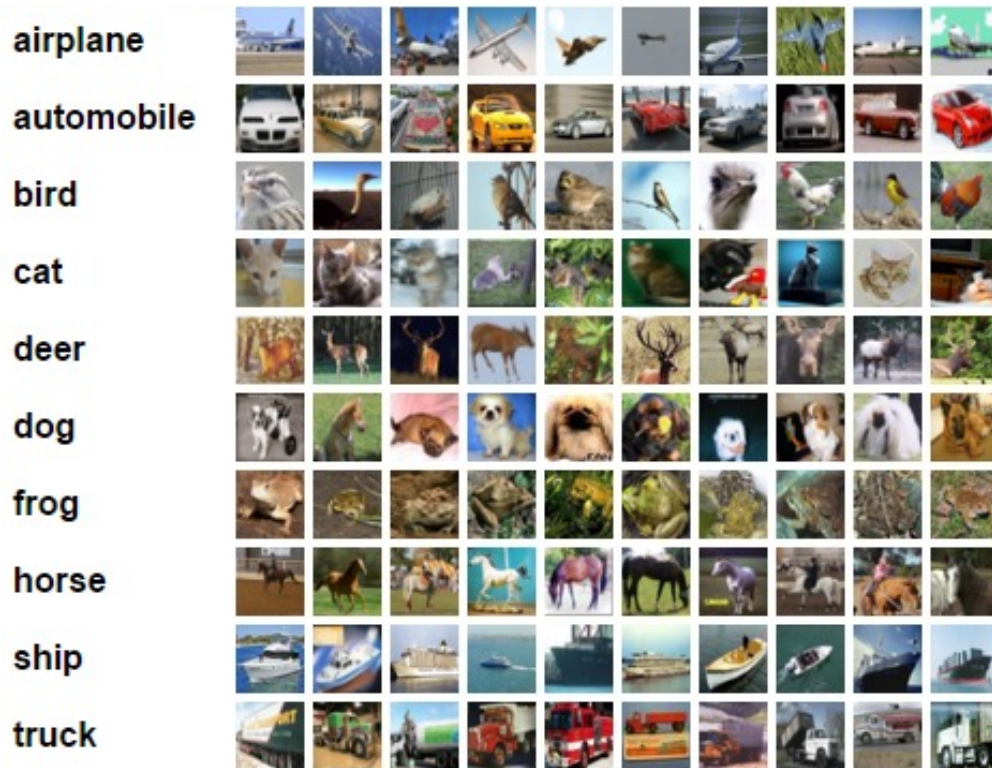 airplane
automobile
bird
cat
deer
dog
frog
horse
ship
truck